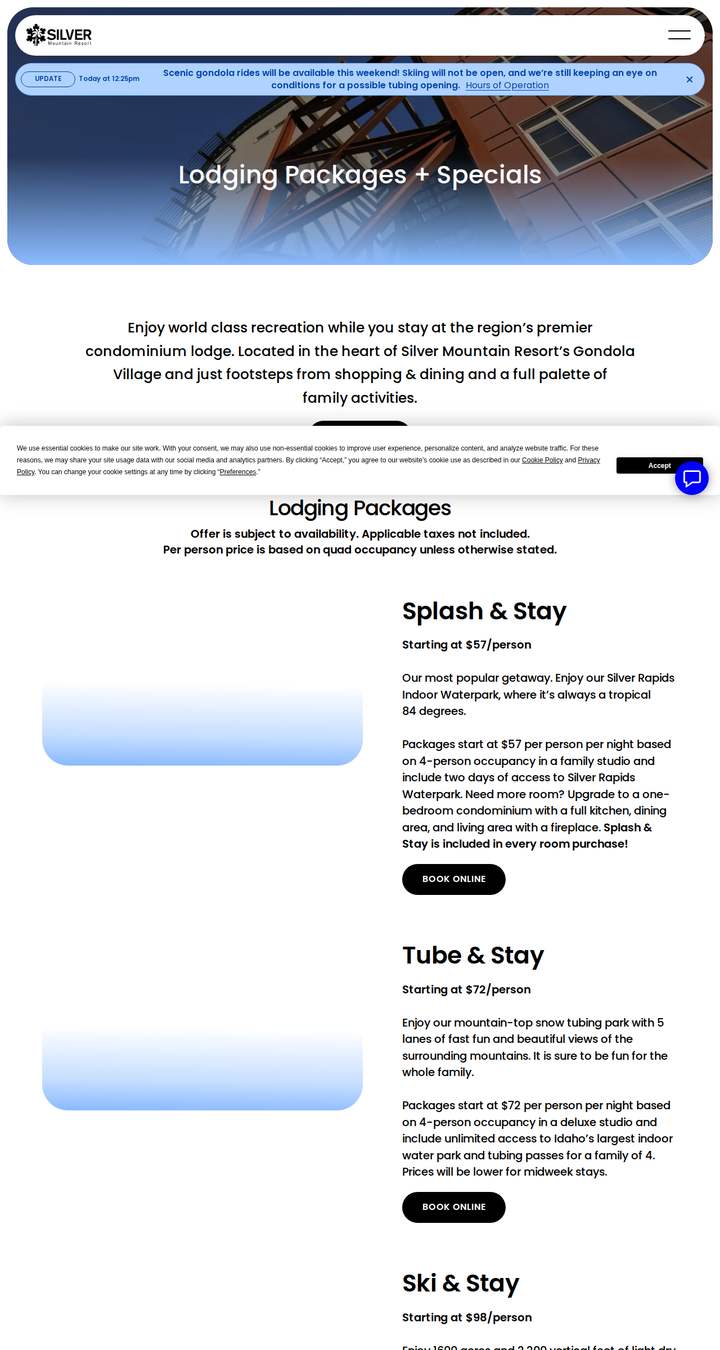 SILVER
Mountain Resort
UPDATE
Today at 12:25pm
Scenic gondola rides will be available this weekend! Skiing will not be open, and we’re still keeping an eye on
conditions for a possible tubing opening. Hours of Operation
Lodging Packages + Specials
Enjoy world class recreation while you stay at the region’s premier
condominium lodge. Located in the heart of Silver Mountain Resort’s Gondola
Village and just footsteps from shopping & dining and a full palette of
family activities.
We use essential cookies to make our site work. With your consent, we may also use non-essential cookies to improve user experience, personalize content, and analyze website traffic. For these
reasons, we may share your site usage data with our social media and analytics partners. By clicking “Accept,” you agree to our website's cookie use as described in our Cookie Policy and Privacy
Policy. You can change your cookie settings at any time by clicking “Preferences.”
Accept
Lodging Packages
Offer is subject to availability. Applicable taxes not included.
Per person price is based on quad occupancy unless otherwise stated.
Splash & Stay
Starting at $57/person
Our most popular getaway. Enjoy our Silver Rapids
Indoor Waterpark, where it’s always a tropical
84 degrees.
Packages start at $57 per person per night based
on 4-person occupancy in a family studio and
include two days of access to Silver Rapids
Waterpark. Need more room? Upgrade to a one-
bedroom condominium with a full kitchen, dining
area, and living area with a fireplace. Splash &
Stay is included in every room purchase!
BOOK ONLINE
Tube & Stay
Starting at $72/person
Enjoy our mountain-top snow tubing park with 5
lanes of fast fun and beautiful views of the
surrounding mountains. It is sure to be fun for the
whole family.
Packages start at $72 per person per night based
on 4-person occupancy in a deluxe studio and
include unlimited access to Idaho’s largest indoor
water park and tubing passes for a family of 4.
Prices will be lower for midweek stays.
BOOK ONLINE
Ski & Stay
Starting at $98/person
Enjoy 1600 acres and 2,200 vertical feet of light dry